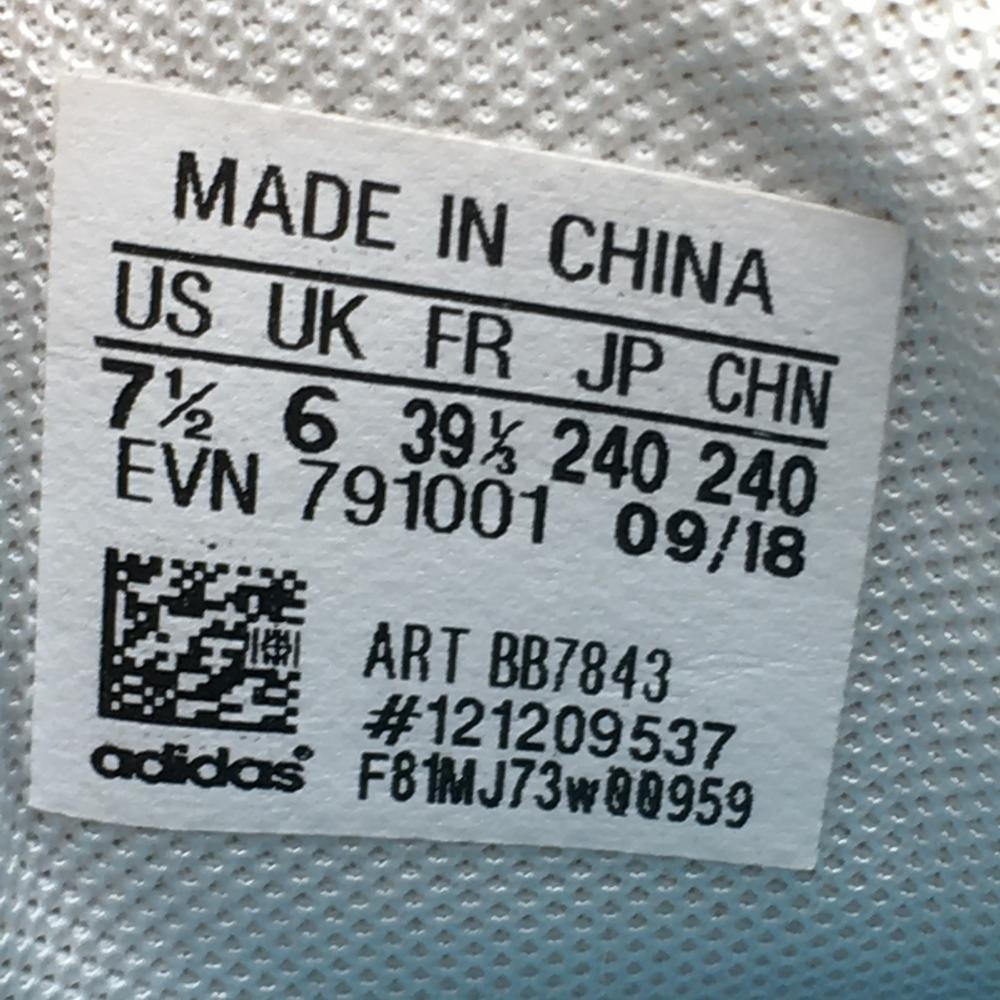 MADE IN CHINA
US UK FR JP CHN
7½ 6 39⅓ 240 240
EVN 791001 09/18
ART BB7843
#121209537
F81MJ73w00959
adidas®